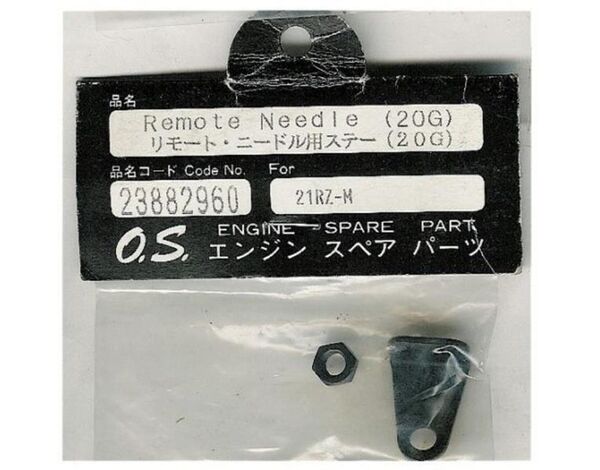 品名
Remote Needle (20G)
リモート・ニードル用ステー(20G)
品名コード Code No.
For
23882960
21RZ-M
O.S. ENGINE SPARE PART
エンジン スペア パーツ